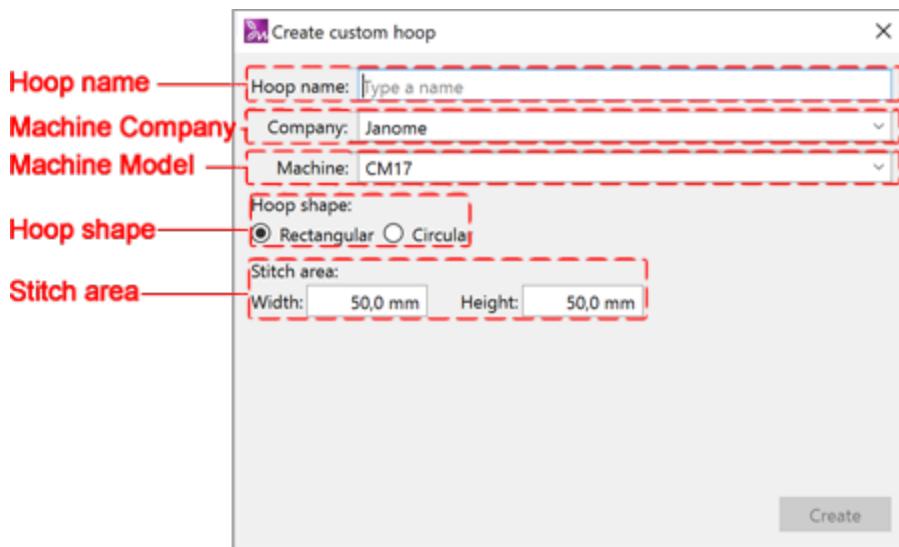 Create custom hoop
Hoop name
Hoop name: Type a name
Machine Company
Company: Janome
Machine Model
Machine: CM17
Hoop shape:
Hoop shape
Rectangular Circula
Stitch area:
Stitch area
Width: 50,0 mm Height: 50,0 mm
Create